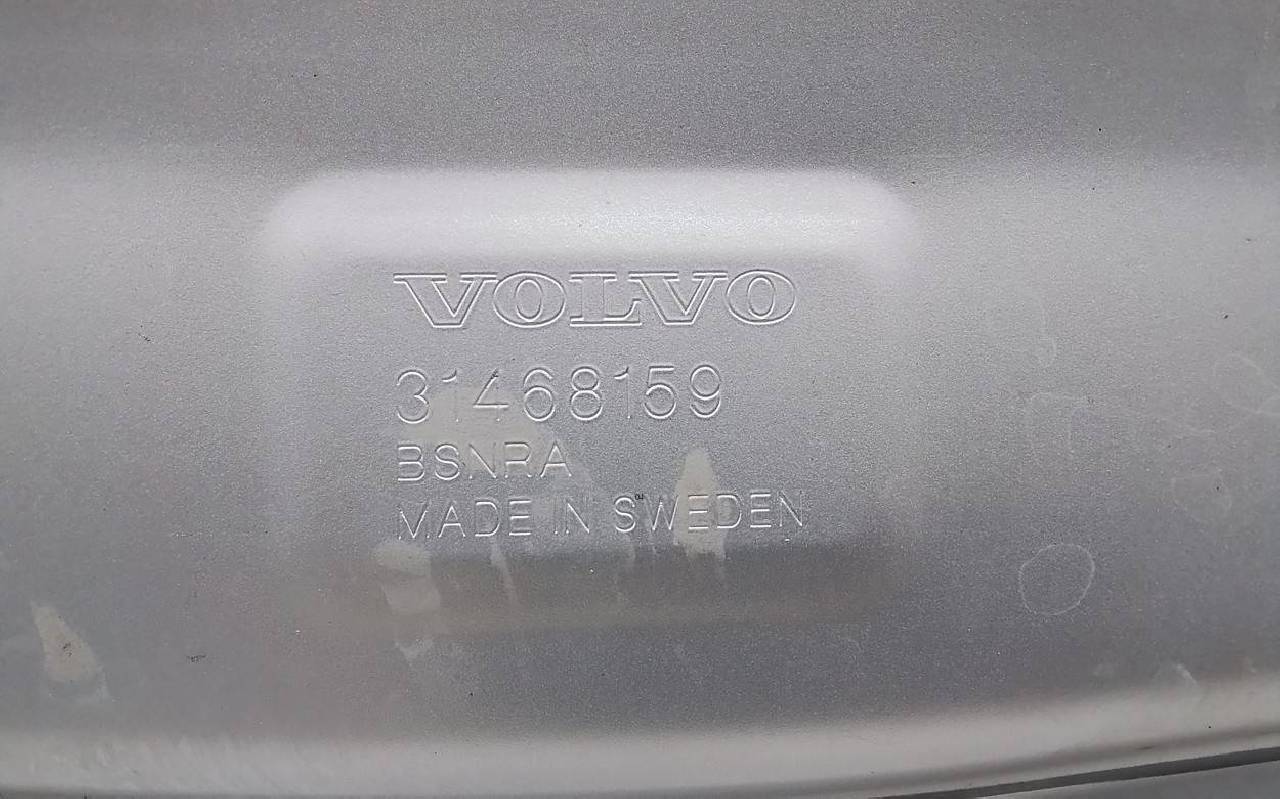 VOLVO
31468159
BSNRA
MADE IN SWEDEN